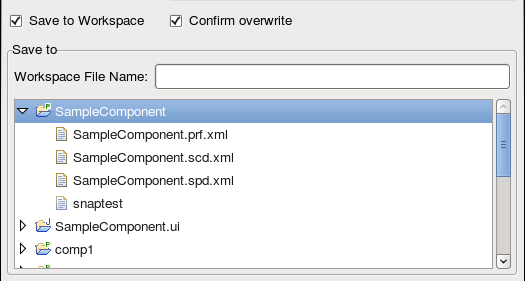 Save to Workspace Confirm overwrite
Save to
Workspace File Name:
SampleComponent
SampleComponent.prf.xml
SampleComponent.scd.xml
SampleComponent.spd.xml
snaptest
SampleComponent.ui
comp1